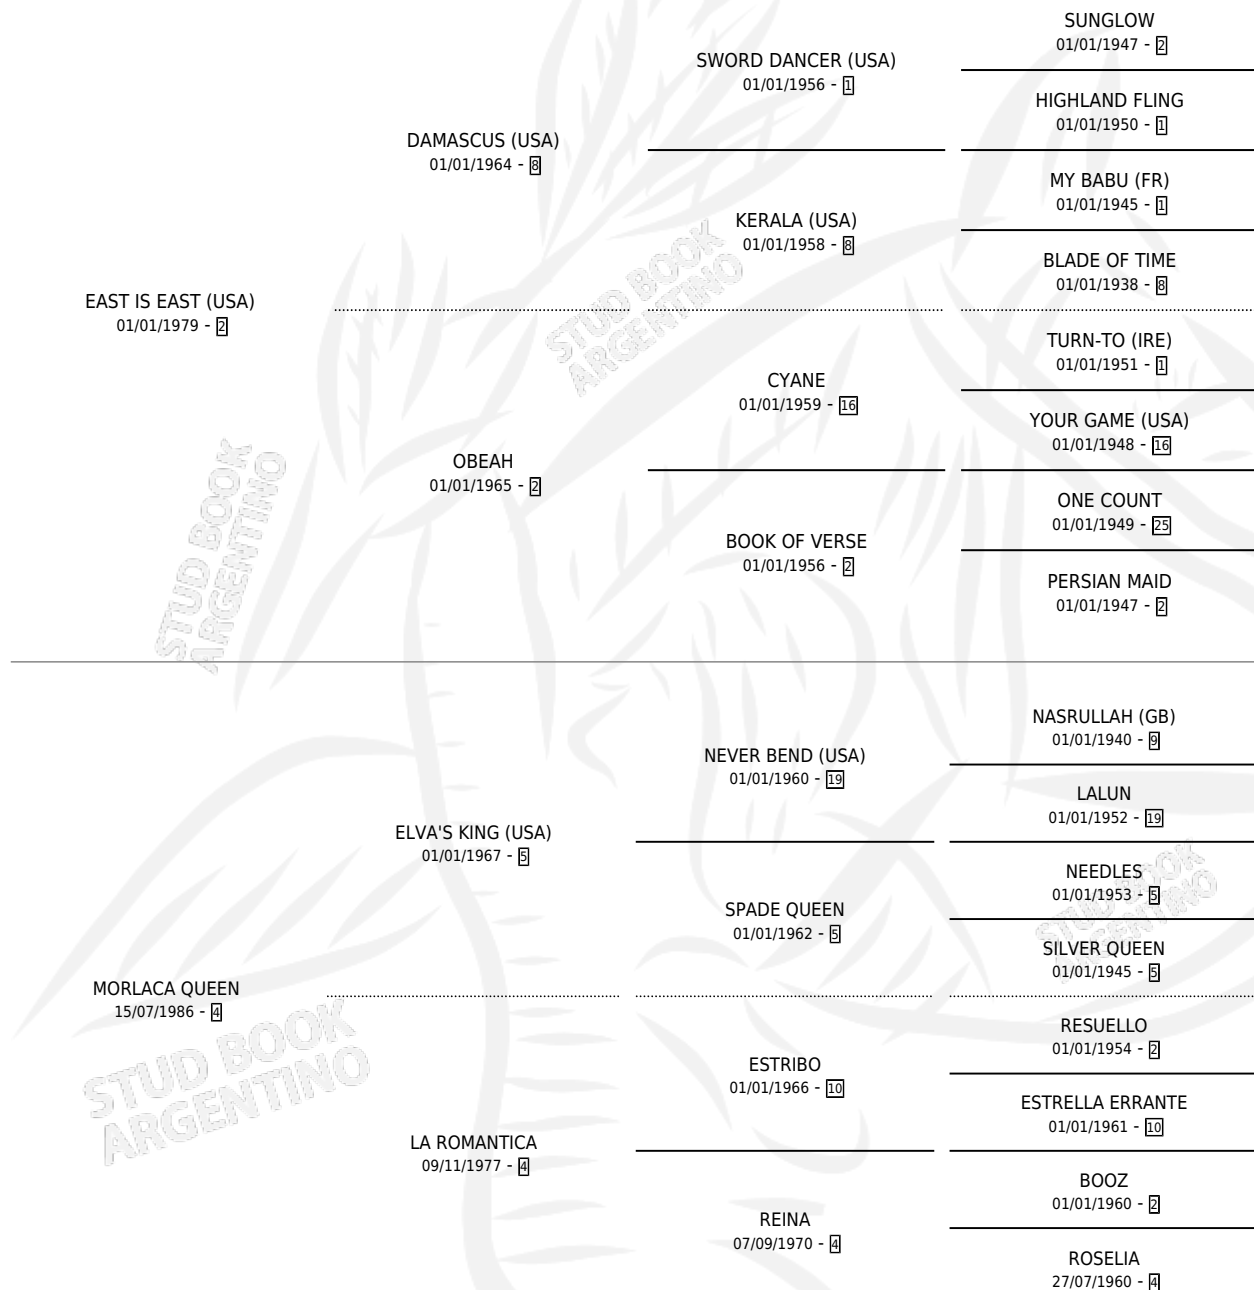 SUNGLOW
01/01/1947 - 2
SWORD DANCER (USA)
01/01/1956 - 1
HIGHLAND FLING
01/01/1950 - 1
DAMASCUS (USA)
01/01/1964 - 8
MY BABU (FR)
01/01/1945 - 1
KERALA (USA)
01/01/1958 - 8
BLADE OF TIME
01/01/1938 - 8
EAST IS EAST (USA)
01/01/1979 - 2
TURN-TO (IRE)
01/01/1951 - 1
CYANE
01/01/1959 - 16
YOUR GAME (USA)
01/01/1948 - 16
OBEAH
01/01/1965 - 2
ONE COUNT
01/01/1949 - 25
BOOK OF VERSE
01/01/1956 - 2
PERSIAN MAID
01/01/1947 - 2
NASRULLAH (GB)
01/01/1940 - 9
NEVER BEND (USA)
01/01/1960 - 19
LALUN
01/01/1952 - 19
ELVA'S KING (USA)
01/01/1967 - 5
NEEDLES
01/01/1953 - 5
SPADE QUEEN
01/01/1962 - 5
SILVER QUEEN
01/01/1945 - 5
MORLACA QUEEN
15/07/1986 - 4
RESUELLO
01/01/1954 - 2
ESTRIBO
01/01/1966 - 10
ESTRELLA ERRANTE
01/01/1961 - 10
LA ROMANTICA
09/11/1977 - 4
BOOZ
01/01/1960 - 2
REINA
07/09/1970 - 4
ROSELIA
27/07/1960 - 4
STUD BOOK
ARGENTINO
STUD BOOK
ARGENTINO
STUD BOOK
ARGENTINO
STUD BOOK
ARGENTINO